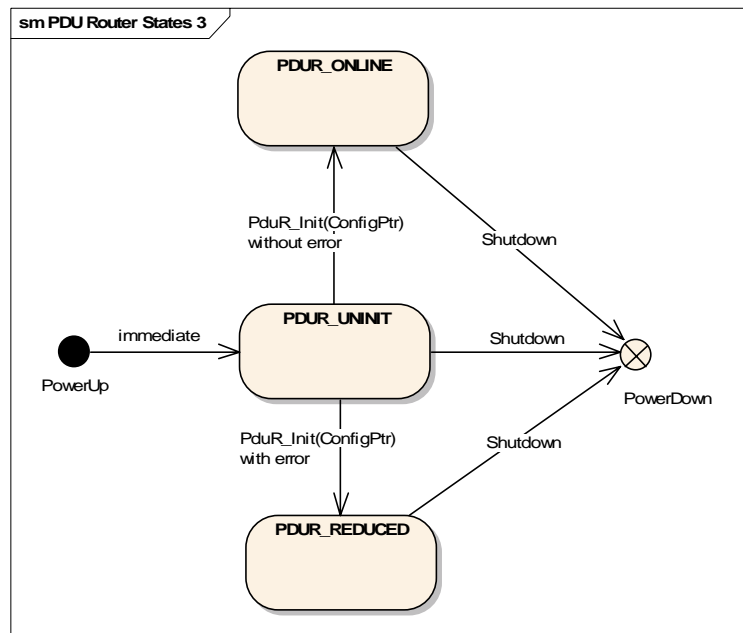 sm PDU Router States 3
PDUR_ONLINE
PduR_Init(ConfigPtr)
without error
Shutdown
immediate
PDUR_UNINIT
Shutdown
PowerUp
PowerDown
PduR_Init(ConfigPtr)
with error
Shutdown
PDUR_REDUCED